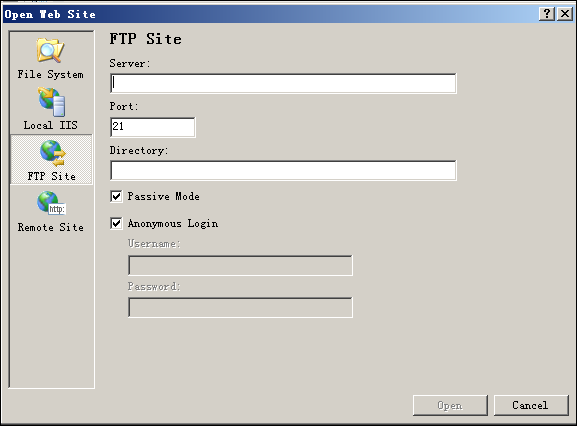 Open Web Site
File System
Local IIS
FTP Site
http:
Remote Site
FTP Site
Server:
Port:
21
Directory:
Passive Mode
Anonymous Login
Username:
Password:
Open
Cancel